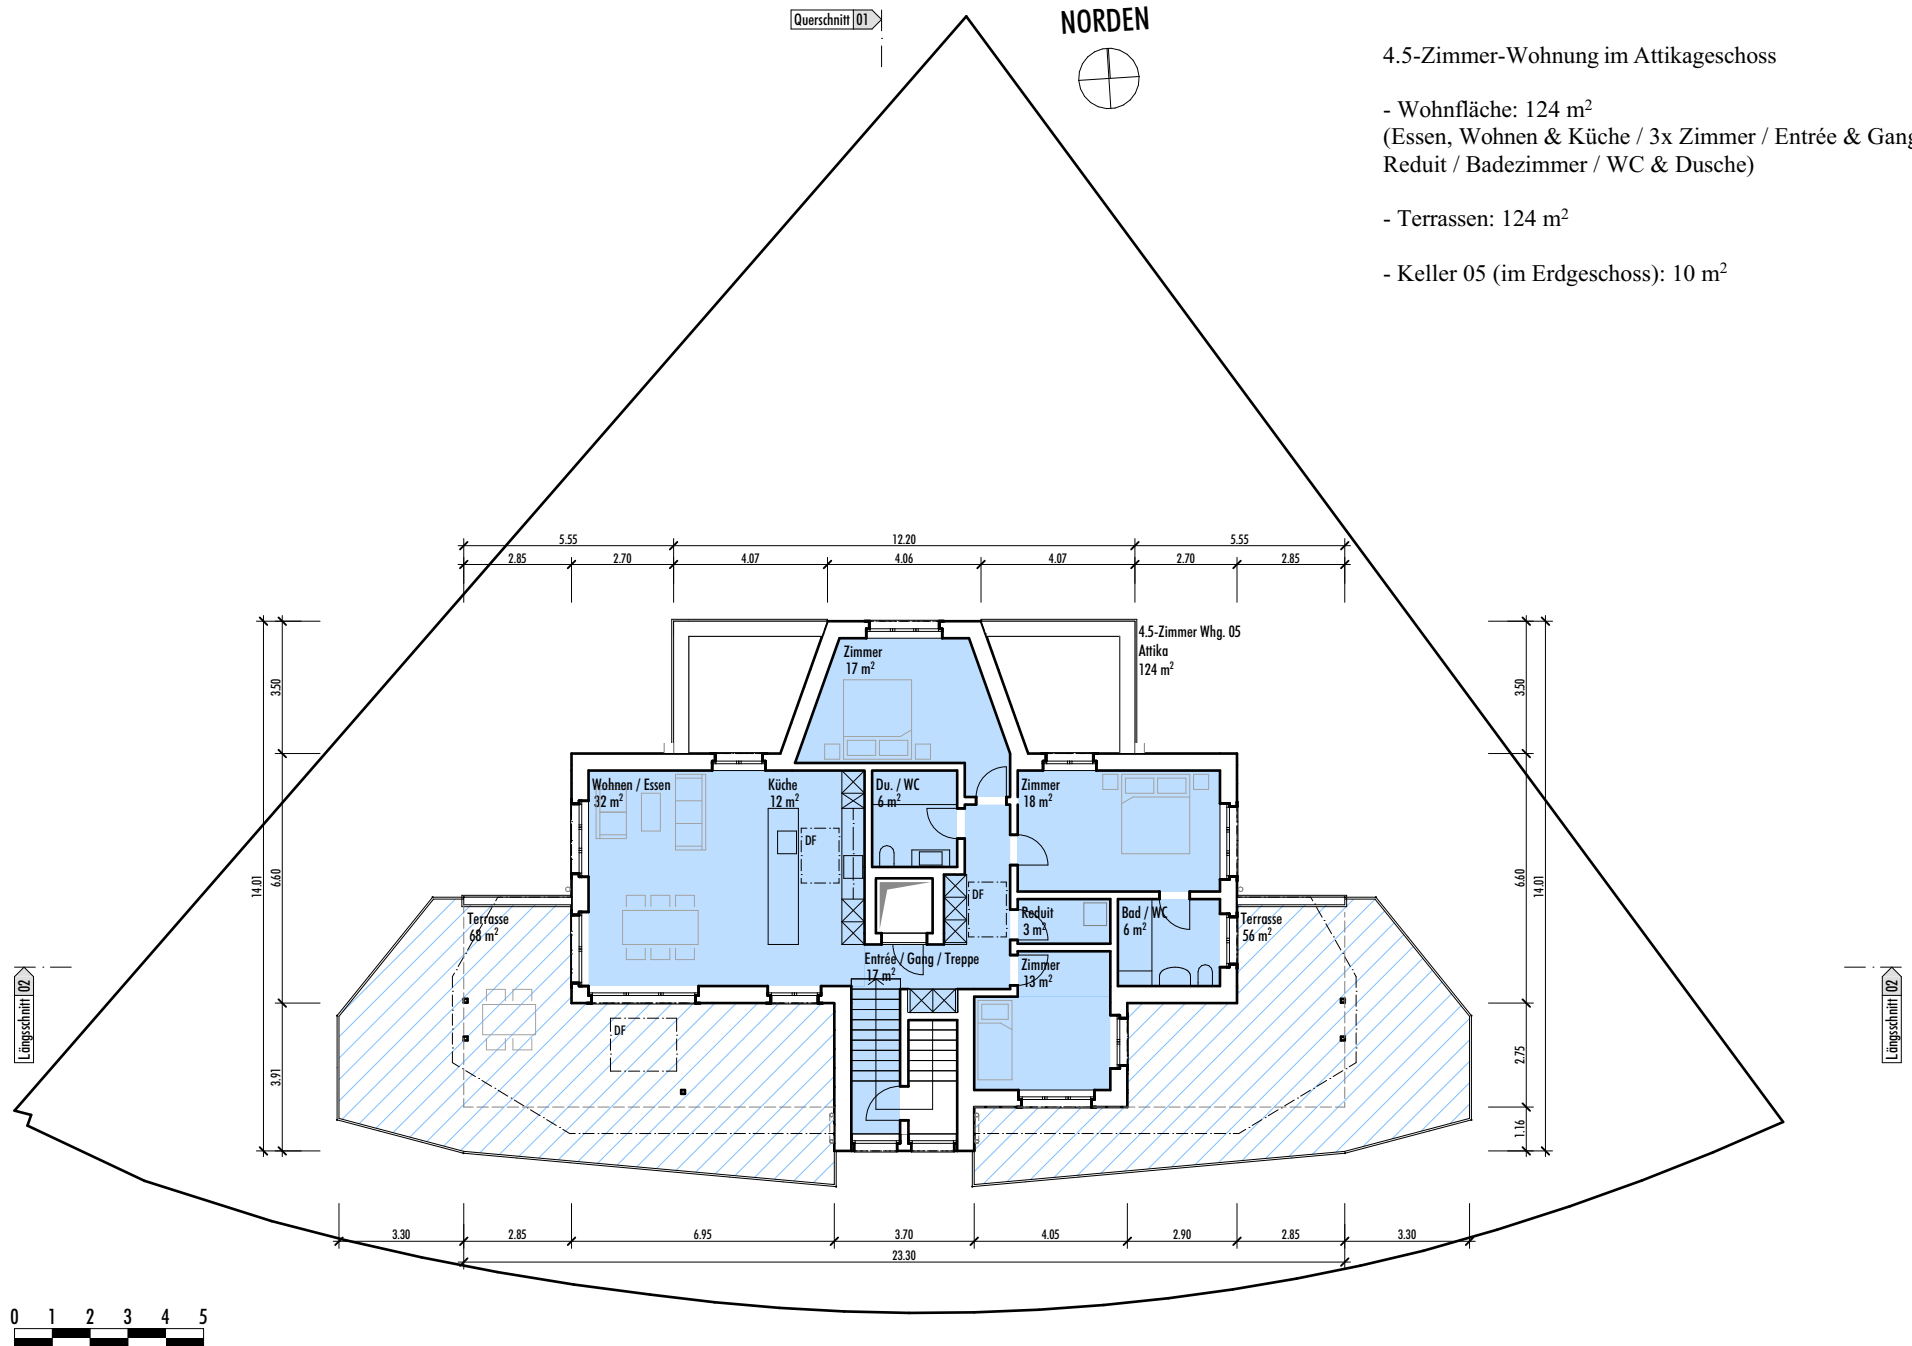 Querschnitt 01
NORDEN
4.5-Zimmer-Wohnung im Attikageschoss
- Wohnfläche: 124 m²
(Essen, Wohnen & Küche / 3x Zimmer / Entrée & Gang
Reduit / Badezimmer / WC & Dusche)
- Terrassen: 124 m²
- Keller 05 (im Erdgeschoss): 10 m²
5.55 12.20 5.55
2.85 2.70 4.07 4.06 4.07 2.70 2.85
4.5-Zimmer Whg. 05
Attika
124 m²
Zimmer
17 m²
3.50
3.50
Wohnen / Essen
32 m²
Küche
12 m²
Du. / WC
6 m²
Zimmer
18 m²
DF
DF
14.01
6.60
6.60
14.01
Terrasse
68 m²
Reduit
3 m²
Bad / WC
6 m²
Terrasse
56 m²
Entrée / Gang / Treppe
17 m²
Zimmer
13 m²
Längsschnitt 02
Längsschnitt 02
DF
3.91
2.75
1.16
3.30 2.85 6.95 3.70 4.05 2.90 2.85 3.30
23.30
0 1 2 3 4 5